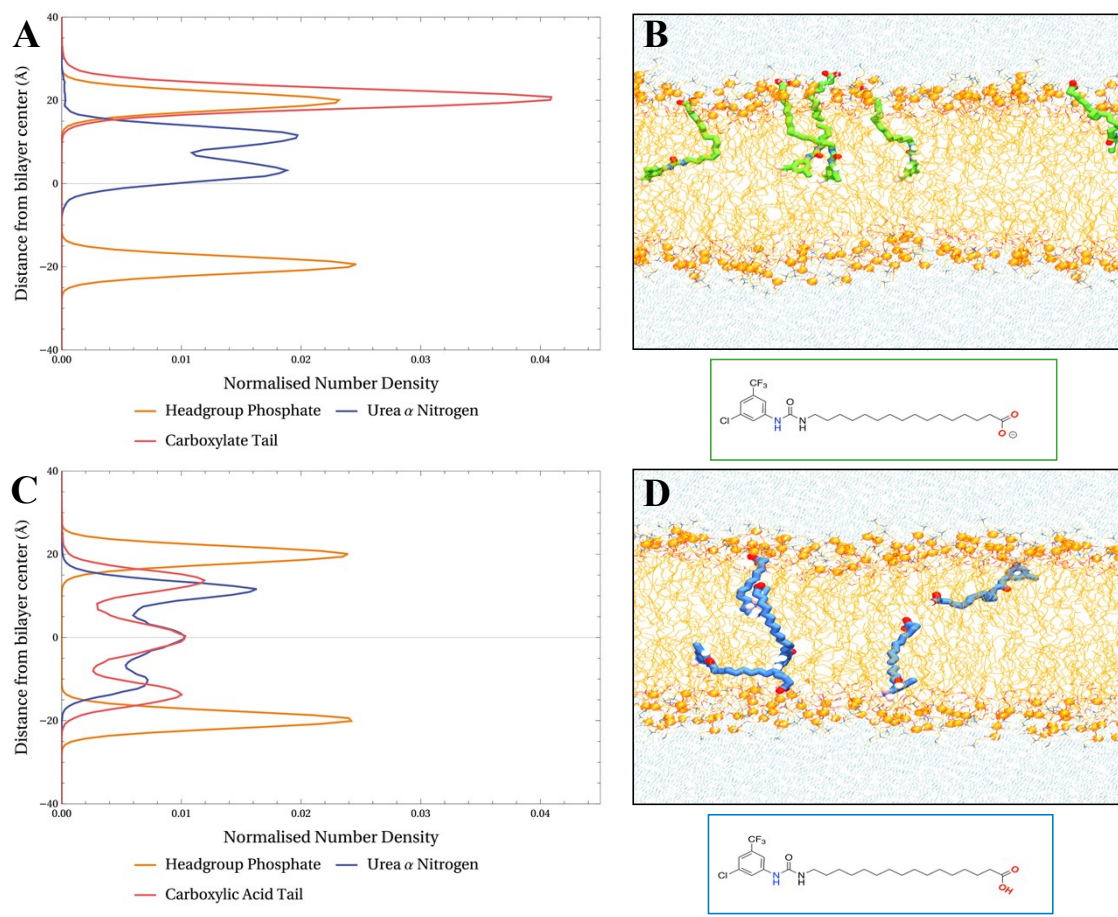 A
40
20
0
−20
−40
Distance from bilayer center (Å)
0.00 0.01 0.02 0.03 0.04
Normalised Number Density
Headgroup Phosphate Urea α Nitrogen
Carboxylate Tail
B
CF3
O
O
Cl N N O ⊖
H H
C
40
20
0
−20
−40
Distance from bilayer center (Å)
0.00 0.01 0.02 0.03 0.04
Normalised Number Density
Headgroup Phosphate Urea α Nitrogen
Carboxylic Acid Tail
D
CF3
O
O
Cl N N OH
H H